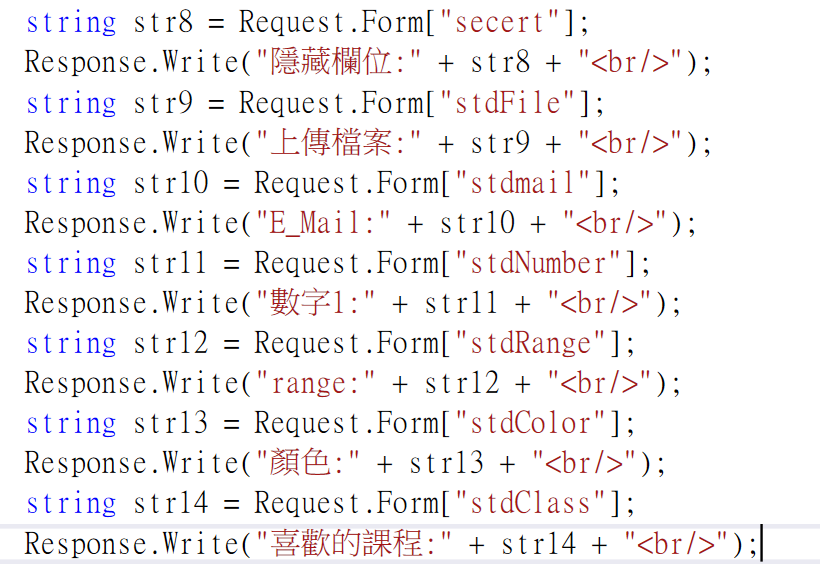 string str8 = Request.Form["secert"];
Response.Write("隱藏欄位:" + str8 + "<br/>");
string str9 = Request.Form["stdFile"];
Response.Write("上傳檔案:" + str9 + "<br/>");
string str10 = Request.Form["stdmail"];
Response.Write("E_Mail:" + str10 + "<br/>");
string str11 = Request.Form["stdNumber"];
Response.Write("數字1:" + str11 + "<br/>");
string str12 = Request.Form["stdRange"];
Response.Write("range:" + str12 + "<br/>");
string str13 = Request.Form["stdColor"];
Response.Write("顏色:" + str13 + "<br/>");
string str14 = Request.Form["stdClass"];
Response.Write("喜歡的課程:" + str14 + "<br/>");